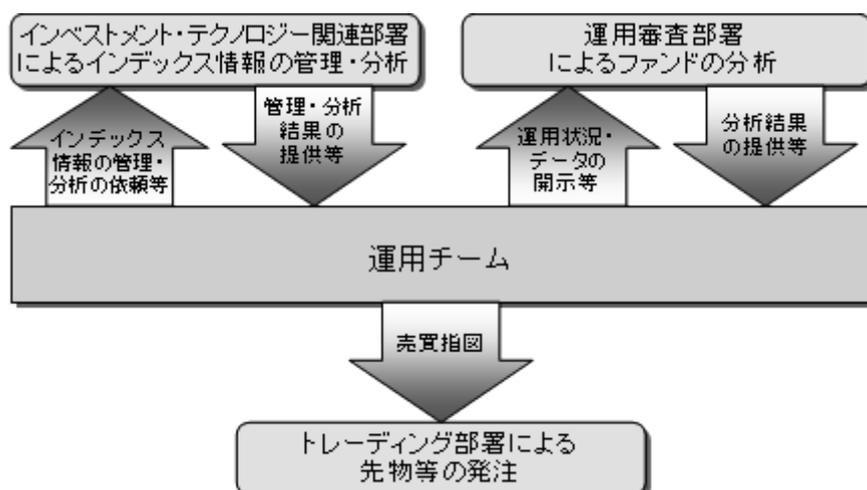 インベストメント・テクノロジー関連部署
によるインデックス情報の管理・分析
運用審査部署
によるファンドの分析
インデックス
情報の管理・
分析の依頼等
管理・分析
結果の
提供等
運用状況・
データの
開示等
分析結果
の提供等
運用チーム
売買指図
トレーディング部署による
先物等の発注